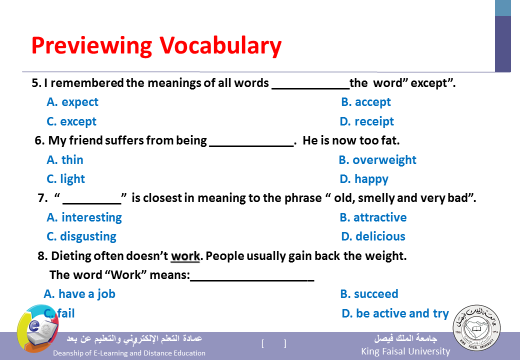 Previewing Vocabulary
5. I remembered the meanings of all words ____________the word” except”.
A. expect B. accept
C. except D. receipt
6. My friend suffers from being _____________. He is now too fat.
A. thin B. overweight
C. light D. happy
7. “ _________” is closest in meaning to the phrase “ old, smelly and very bad”.
A. interesting B. attractive
C. disgusting D. delicious
8. Dieting often doesn’t work. People usually gain back the weight.
The word “Work” means:___________________
A. have a job B. succeed
C. fail D. be active and try
عمادة التعلم الإلكتروني والتعليم عن بعد [ ] جامعة الملك فيصل
Deanship of E-Learning and Distance Education King Faisal University